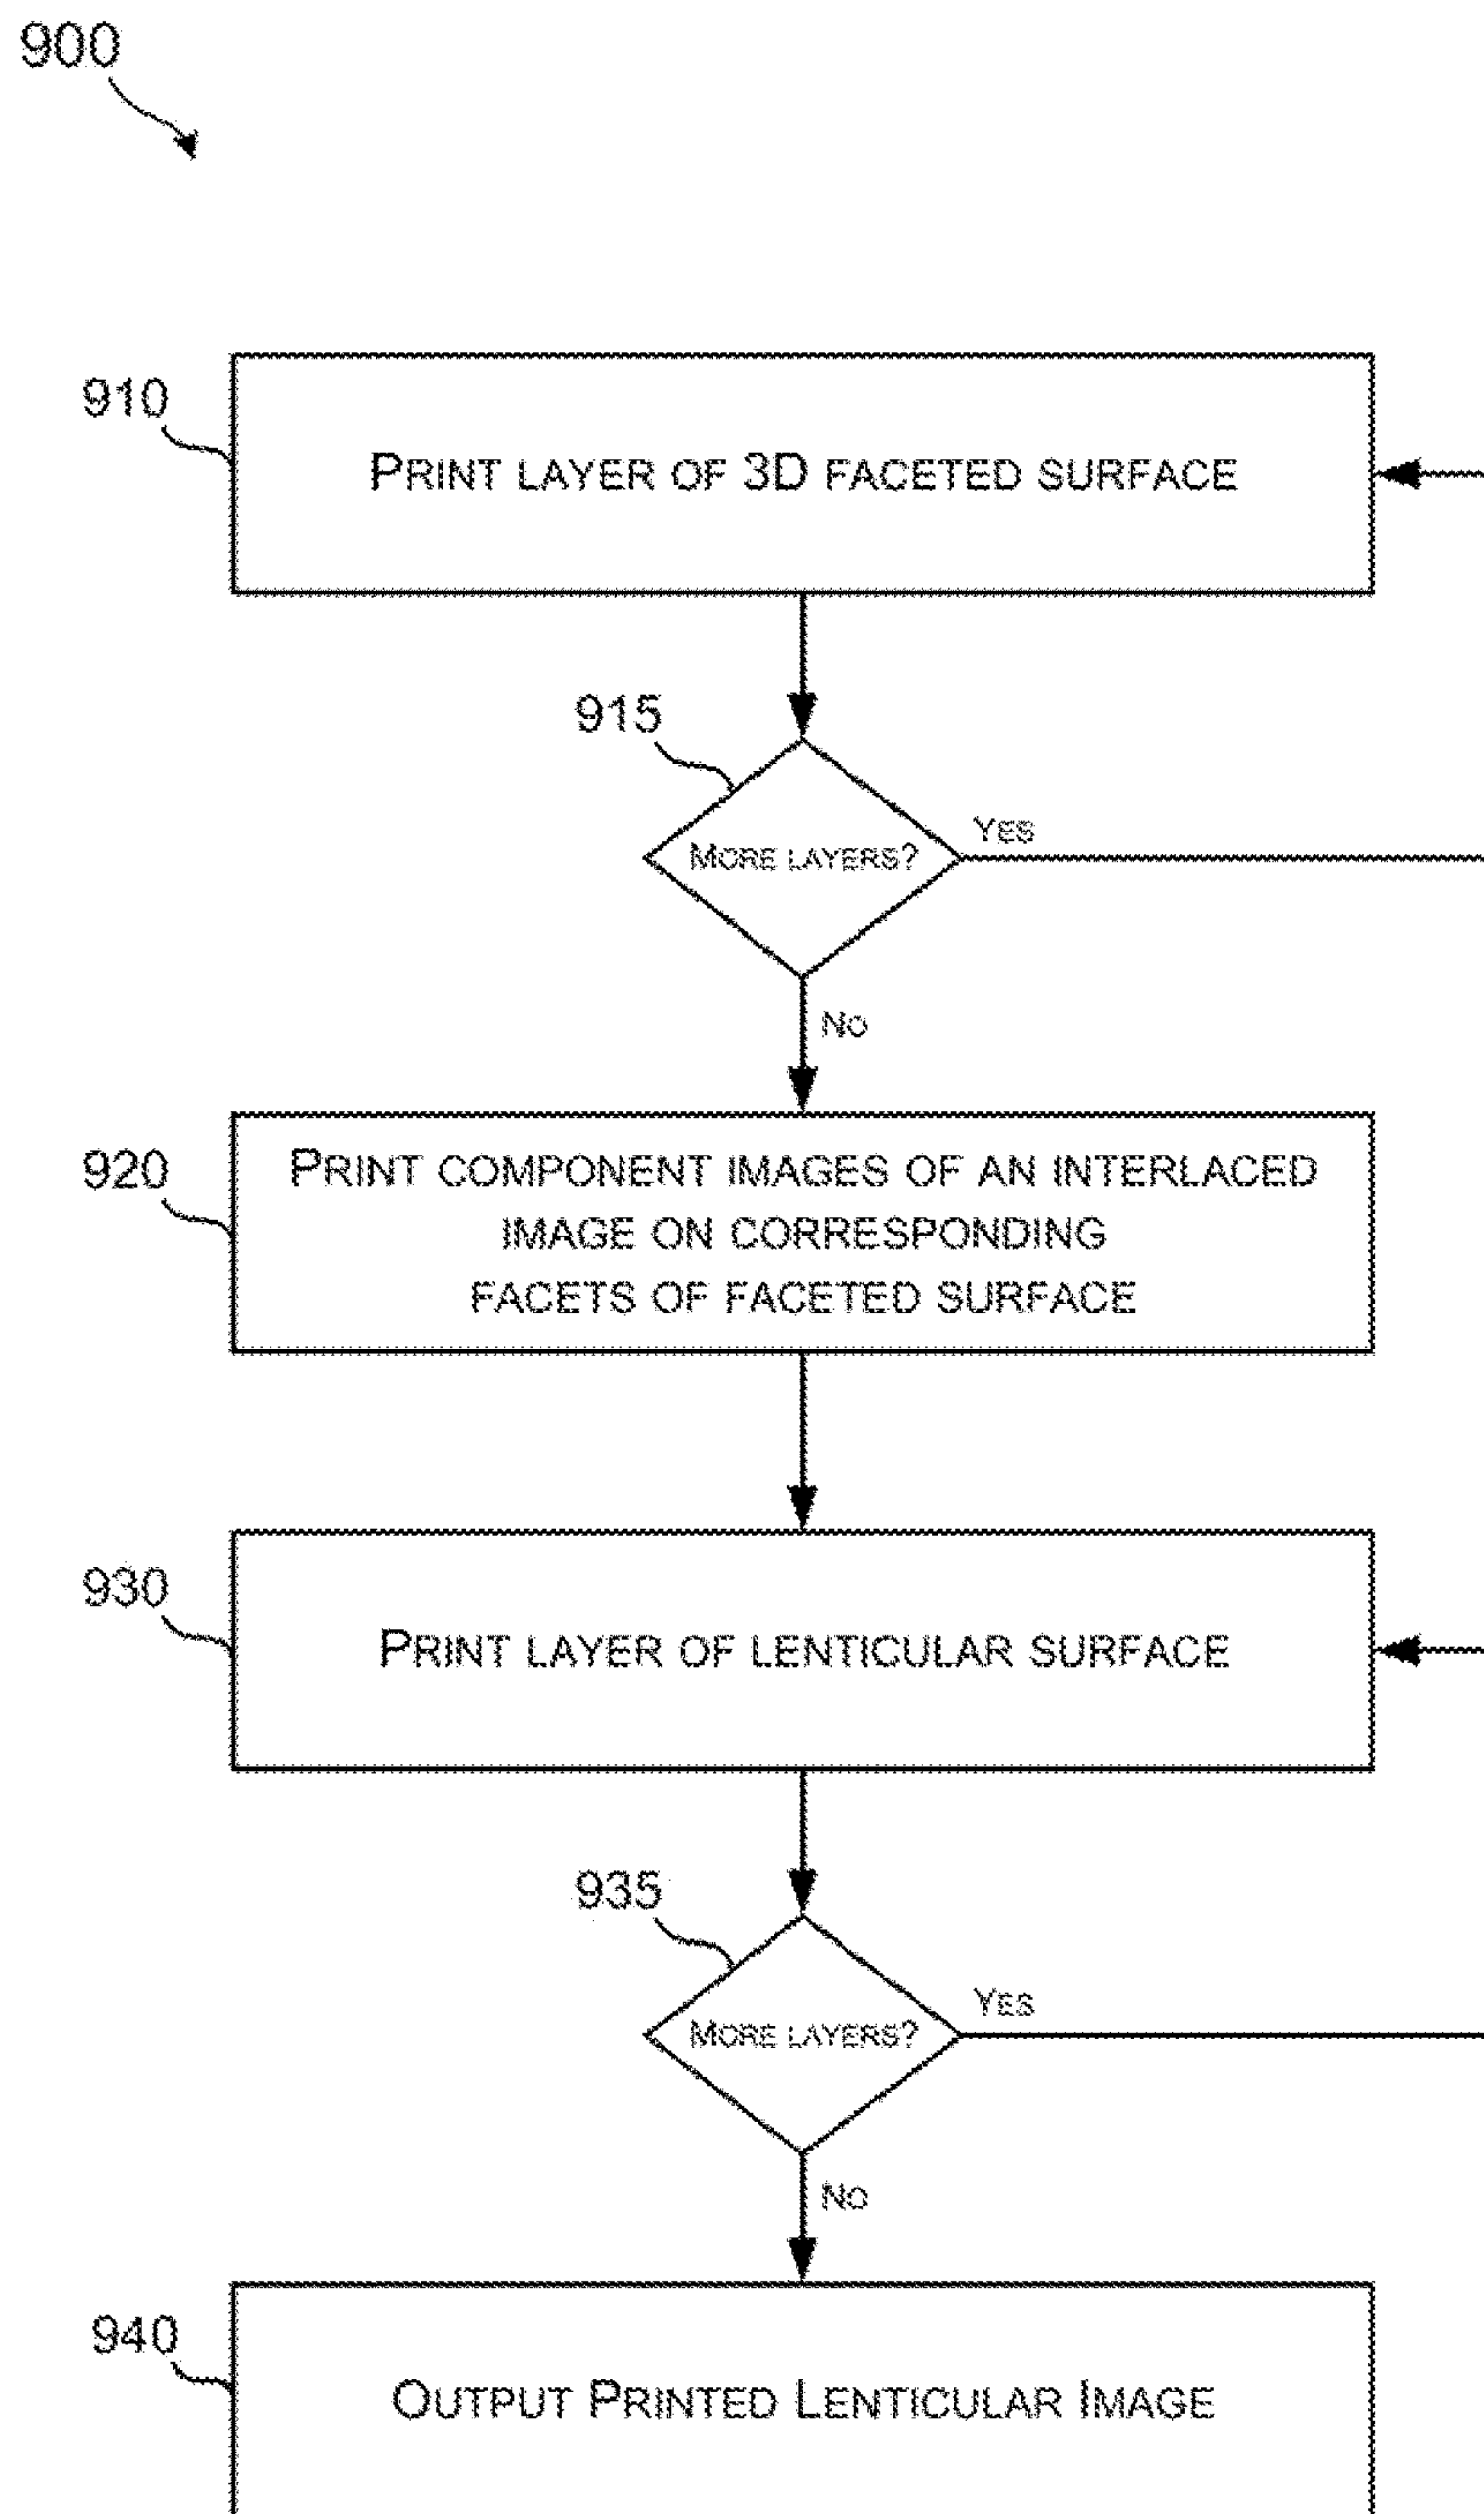 900
910
PRINT LAYER OF 3D FACETED SURFACE
915
MORE LAYERS?
YES
NO
920
PRINT COMPONENT IMAGES OF AN INTERLACED
IMAGE ON CORRESPONDING
FACETS OF FACETED SURFACE
930
PRINT LAYER OF LENTICULAR SURFACE
935
MORE LAYERS?
YES
NO
940
OUTPUT PRINTED LENTICULAR IMAGE